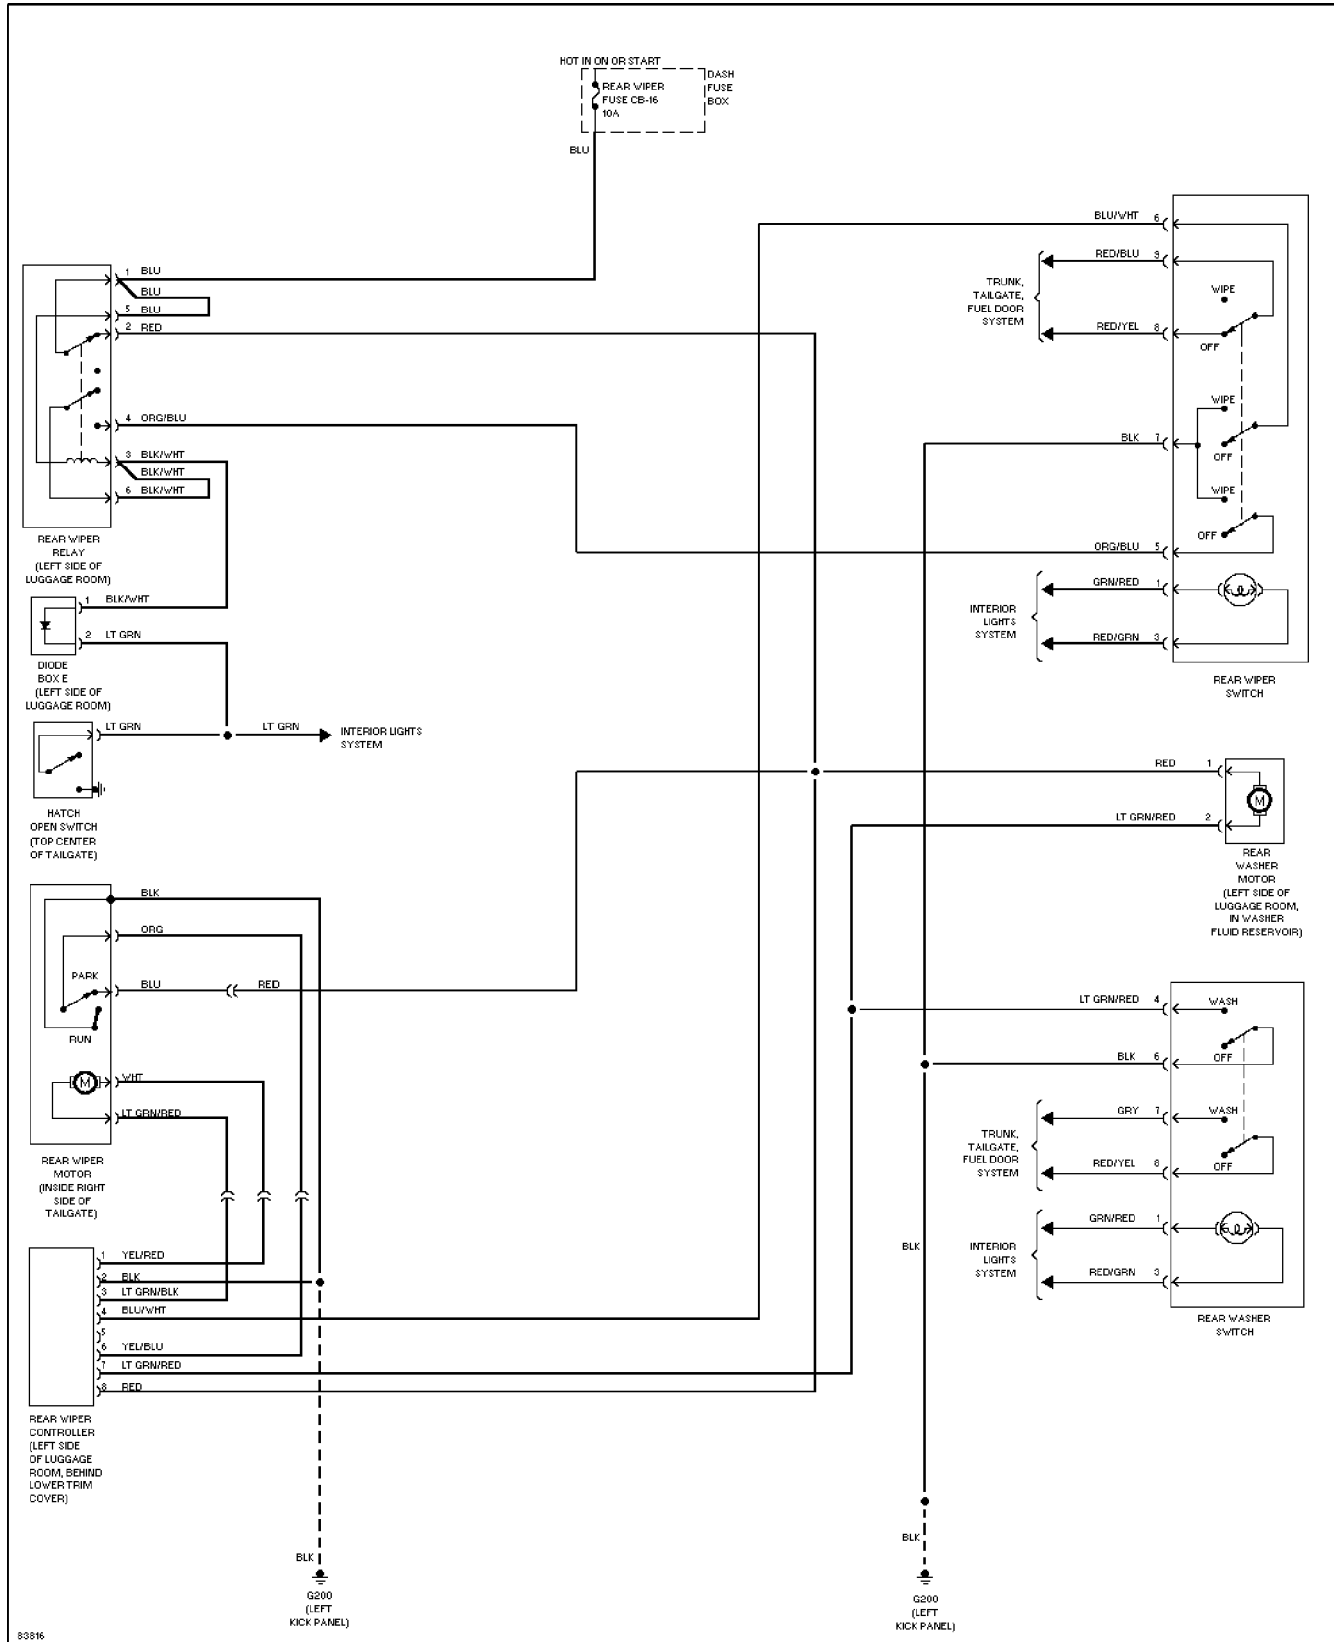 HOT IN ON OR START
REAR WIPER
FUSE CB-16
10A
DASH
FUSE
BOX
BLU
1 BLU
BLU
5 BLU
2 RED
4 ORG/BLU
3 BLK/WHT
BLK/WHT
6 BLK/WHT
REAR WIPER
RELAY
(LEFT SIDE OF
LUGGAGE ROOM)
1 BLK/WHT
2 LT GRN
DIODE
BOX E
(LEFT SIDE OF
LUGGAGE ROOM)
LT GRN
LT GRN
INTERIOR LIGHTS
SYSTEM
HATCH
OPEN SWITCH
(TOP CENTER
OF TAILGATE)
BLK
ORG
PARK
BLU
RED
RUN
M
WHT
LT GRN/RED
REAR WIPER
MOTOR
(INSIDE RIGHT
SIDE OF
TAILGATE)
1 YEL/RED
2 BLK
3 LT GRN/BLK
4 BLU/WHT
5
6 YEL/BLU
7 LT GRN/RED
8 RED
REAR WIPER
CONTROLLER
(LEFT SIDE
OF LUGGAGE
ROOM, BEHIND
LOWER TRIM
COVER)
BLK
G200
(LEFT
KICK PANEL)
BLU/WHT 6
RED/BLU 9
TRUNK,
TAILGATE,
FUEL DOOR
SYSTEM
WIPE
RED/YEL 8
OFF
WIPE
BLK 7
OFF
WIPE
OFF
ORG/BLU 5
GRN/RED 1
INTERIOR
LIGHTS
SYSTEM
RED/GRN 3
REAR WIPER
SWITCH
RED 1
M
LT GRN/RED 2
REAR
WASHER
MOTOR
(LEFT SIDE OF
LUGGAGE ROOM,
IN WASHER
FLUID RESERVOIR)
LT GRN/RED 4
WASH
BLK 6
OFF
GRY 7
WASH
TRUNK,
TAILGATE,
FUEL DOOR
SYSTEM
RED/YEL 8
OFF
GRN/RED 1
BLK
INTERIOR
LIGHTS
SYSTEM
RED/GRN 3
REAR WASHER
SWITCH
BLK
G200
(LEFT
KICK PANEL)
83816